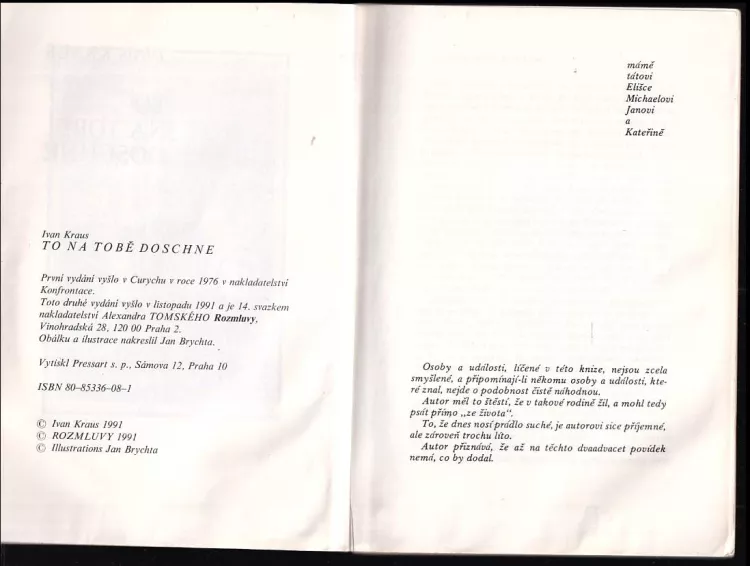 Ivan Kraus
TO NA TOBĚ DOSCHNE
První vydání vyšlo v Curychu v roce 1976 v nakladatelství
Konfrontace.
Toto druhé vydání vyšlo v listopadu 1991 a je 14. svazkem
nakladatelství Alexandra TOMSKÉHO Rozmluvy,
Vinohradská 28, 120 00 Praha 2.
Obálku a ilustrace nakreslil Jan Brychta.
Vytiskl Pressart s. p., Sámova 12, Praha 10
ISBN 80-85336-08-1
© Ivan Kraus 1991
© ROZMLUVY 1991
© Illustrations Jan Brychta
mámě
tátovi
Elišce
Michaelovi
Janovi
a
Kateřině
Osoby a události, líčené v této knize, nejsou zcela
smyšlené, a připomínají-li někomu osoby a události, kte-
ré znal, nejde o podobnost čistě náhodnou.
Autor měl to štěstí, že v takové rodině žil, a mohl tedy
psát přímo „ze života“.
To, že dnes nosí prádlo suché, je autorovi sice příjemné,
ale zároveň trochu líto.
Autor přiznává, že až na těchto dvaadvacet povídek
nemá, co by dodal.